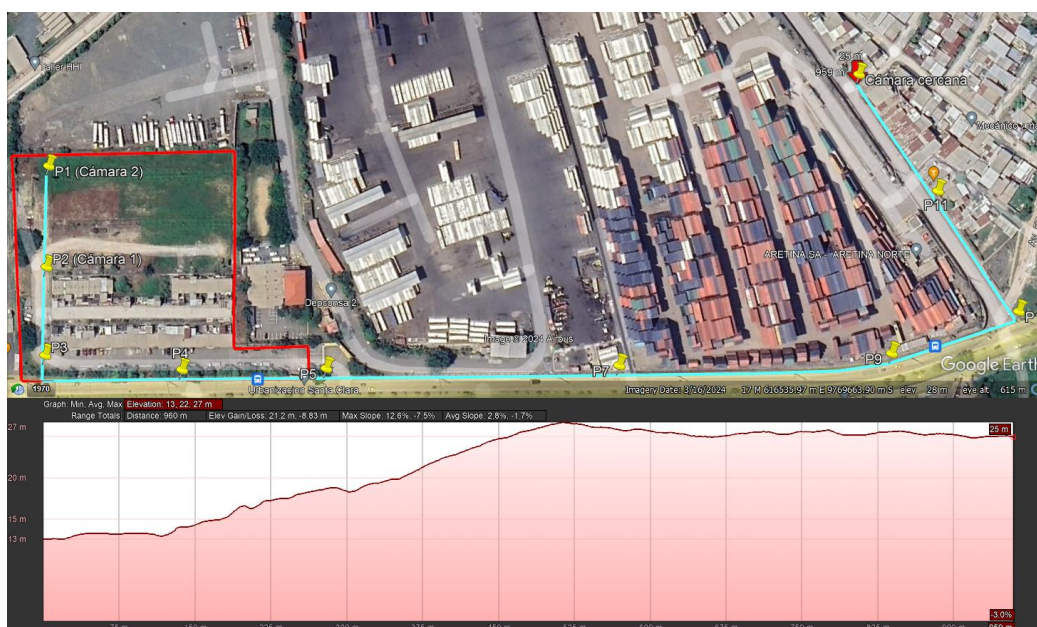 Taller HHI
25 m
959 m
Cámara cercana
Mecánico
P1 (Cámara 2)
P11
P2 (Cámara 1)
ARETINA SA - ARETINA NORTE
Depconsa 2
P3
P4
Image © 2024 Airbus
P9
P5
P7
Google Earth
1970
Urbanizacion Santa Clara
Imagery Date: 3/16/2024 17 M 616535.97 m E 9769663.90 m S elev 28 m eye alt 615 m
Graph: Min, Avg, Max Elevation: 13, 22, 27 m
Range Totals: Distance: 960 m Elev Gain/Loss: 21.2 m, -8.83 m Max Slope: 12.6%, -7.5% Avg Slope: 2.8%, -1.7%
27 m
25 m
20 m
15 m
13 m
-3.0%